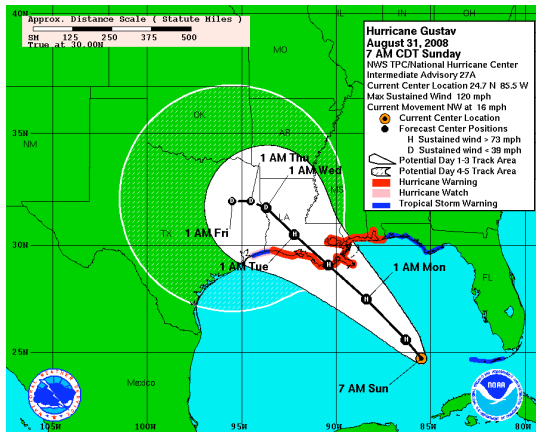 Approx. Distance Scale ( Statute Miles )
SM 125 250 375 500
True at 30.00N
Hurricane Gustav
August 31, 2008
7 AM CDT Sunday
NWS TPC/National Hurricane Center
Intermediate Advisory 27A
Current Center Location 24.7 N 85.5 W
Max Sustained Wind 120 mph
Current Movement NW at 16 mph
Current Center Location
Forecast Center Positions
H Sustained wind > 73 mph
D Sustained wind < 39 mph
Potential Day 1-3 Track Area
Potential Day 4-5 Track Area
Hurricane Warning
Hurricane Watch
Tropical Storm Warning
40N
IL
IN
OH
MO
OK
AR
35N
NM
1 AM Thu
1 AM Wed
MS
D D D
LA
TX
1 AM Fri
H
30N
1 AM Tue
H
1 AM Mon
FL
H
H
25N
7 AM Sun
Mexico
NOAA
105W
100W
95W
90W
85W
80W